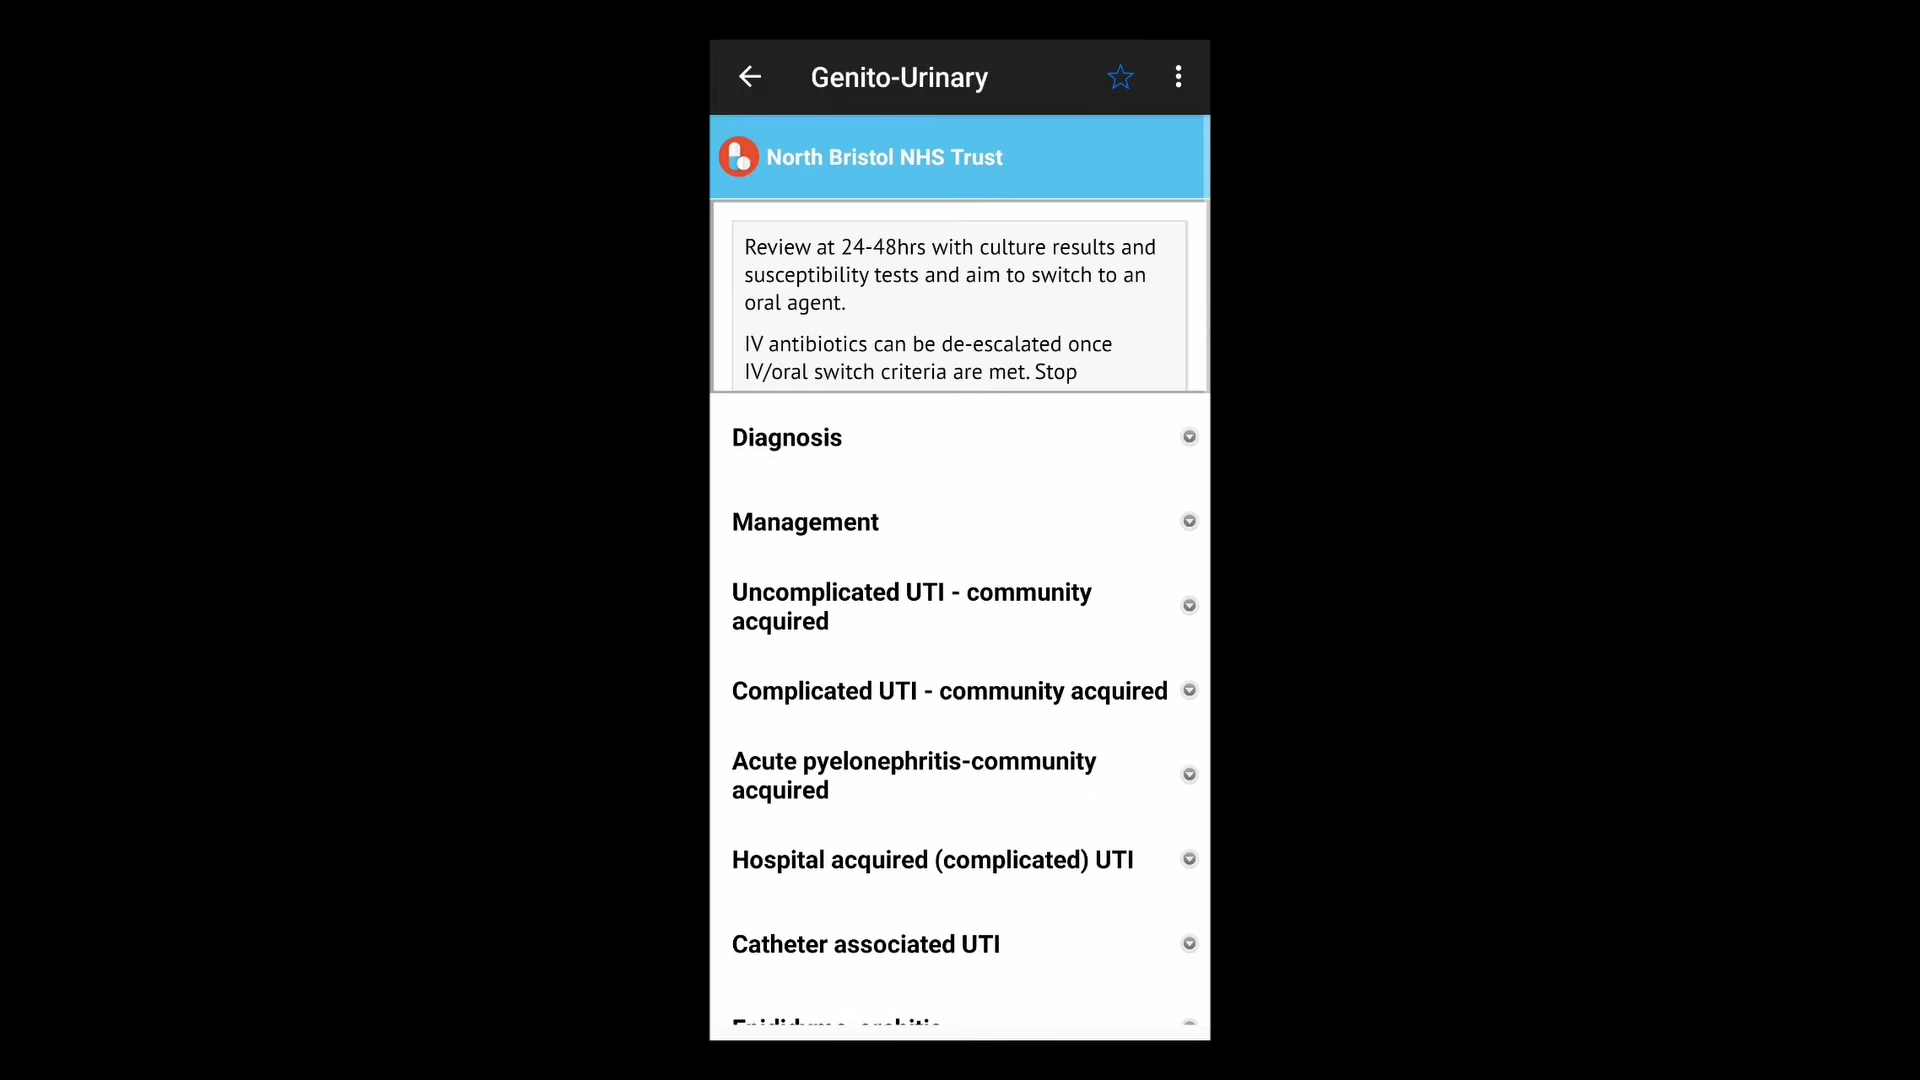 Genito-Urinary
North Bristol NHS Trust
Review at 24-48hrs with culture results and
susceptibility tests and aim to switch to an
oral agent.
IV antibiotics can be de-escalated once
IV/oral switch criteria are met. Stop
Diagnosis
Management
Uncomplicated UTI - community
acquired
Complicated UTI - community acquired
Acute pyelonephritis-community
acquired
Hospital acquired (complicated) UTI
Catheter associated UTI